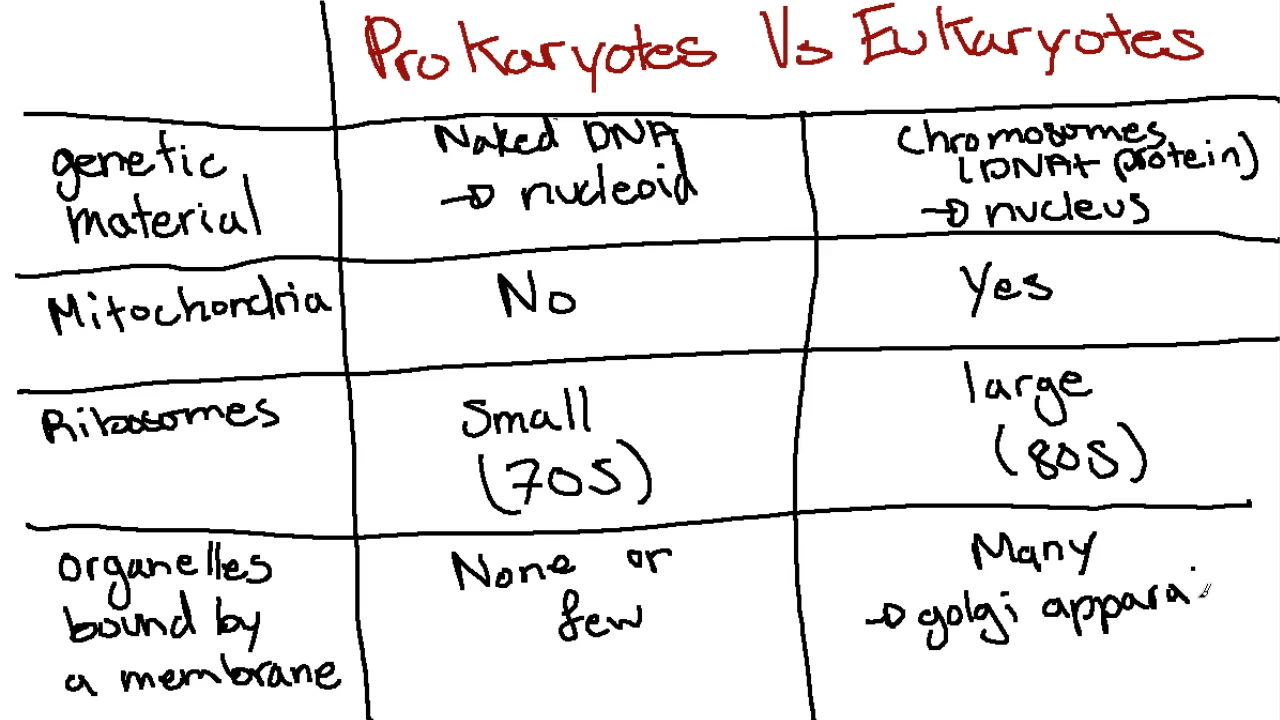 Prokaryotes Vs Eukaryotes
genetic
material
Naked DNA
→ nucleoid
Chromosomes
(DNA+ protein)
→ nucleus
Mitochondria
No
Yes
Ribosomes
Small
(70S)
large
(80S)
organelles
bound by
a membrane
None or
few
Many
→ golgi appara